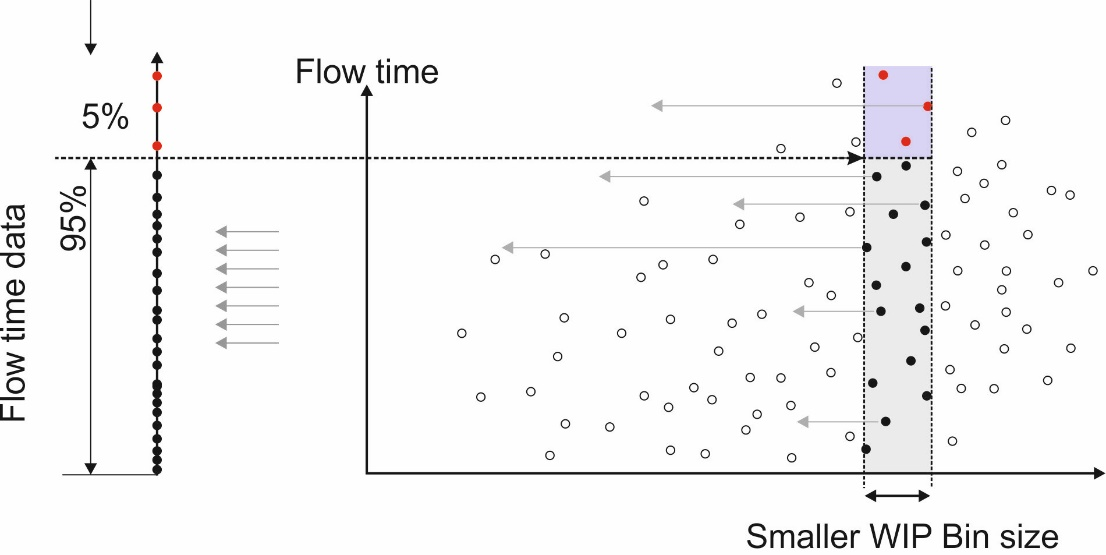 Flow time
5%
95%
Flow time data
Smaller WIP Bin size